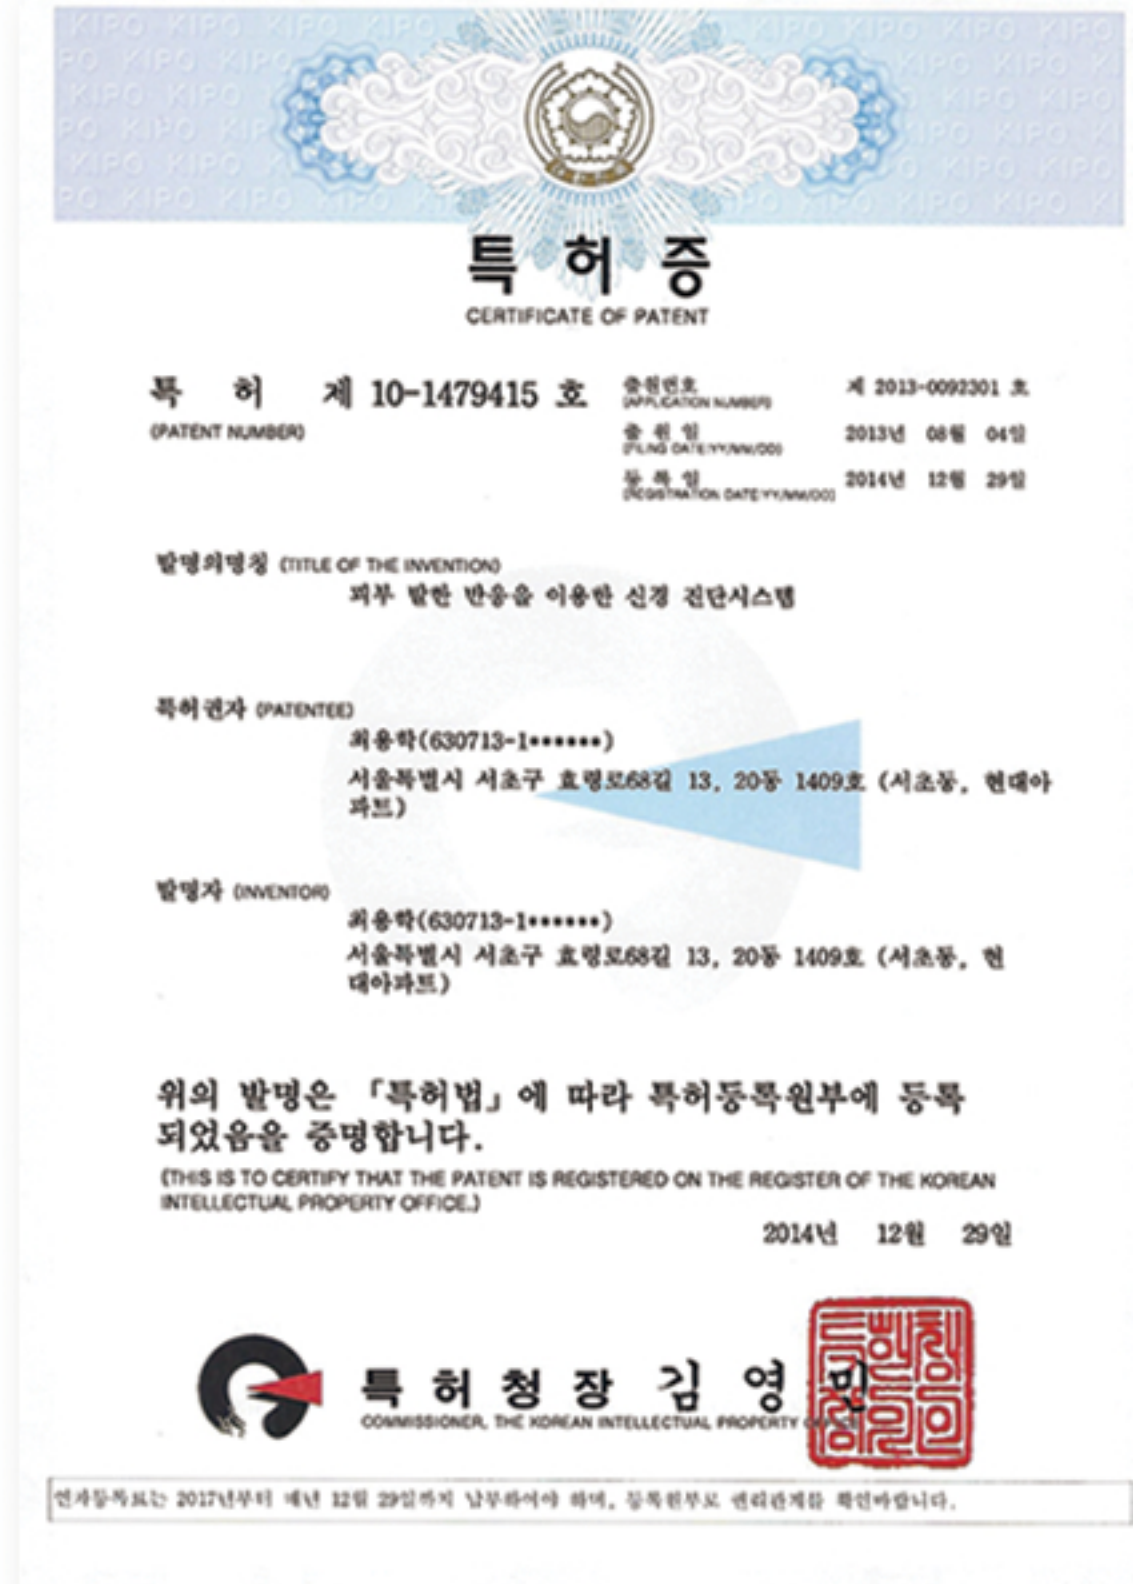 특 허 증
CERTIFICATE OF PATENT
특 허 제 10-1479415 호
(PATENT NUMBER)
출원번호 제 2013-0092301 호
(APPLICATION NUMBER)
출 원 일 2013년 08월 04일
(FILING DATE:YY/MM/DD)
등 록 일 2014년 12월 29일
(REGISTRATION DATE:YY/MM/DD)
발명의명칭 (TITLE OF THE INVENTION)
피부 발한 반응을 이용한 신경 진단시스템
특허권자 (PATENTEE)
최용학(630713-1******)
서울특별시 서초구 효령로68길 13, 20동 1409호 (서초동, 현대아
파트)
발명자 (INVENTOR)
최용학(630713-1******)
서울특별시 서초구 효령로68길 13, 20동 1409호 (서초동, 현
대아파트)
위의 발명은 「특허법」에 따라 특허등록원부에 등록
되었음을 증명합니다.
(THIS IS TO CERTIFY THAT THE PATENT IS REGISTERED ON THE REGISTER OF THE KOREAN
INTELLECTUAL PROPERTY OFFICE.)
2014년 12월 29일
특 허 청 장 김 영 민
COMMISSIONER, THE KOREAN INTELLECTUAL PROPERTY OFFICE
연차등록료는 2017년부터 매년 12월 29일까지 납부하여야 하며, 등록원부로 권리관계를 확인바랍니다.